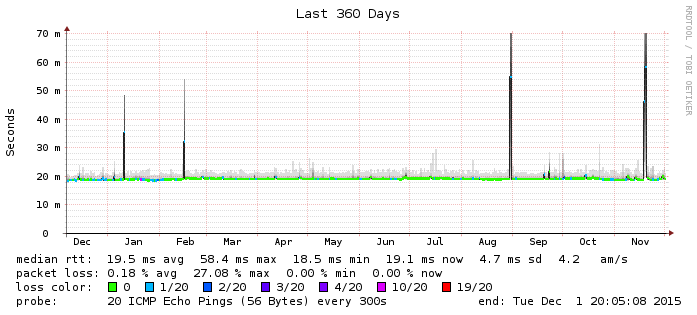 Last 360 Days
RRDTOOL / TOBI OETIKER
Seconds
70 m
60 m
50 m
40 m
30 m
20 m
10 m
0
Dec Jan Feb Mar Apr May Jun Jul Aug Sep Oct Nov
median rtt: 19.5 ms avg 58.4 ms max 18.5 ms min 19.1 ms now 4.7 ms sd 4.2 am/s
packet loss: 0.18 % avg 27.08 % max 0.00 % min 0.00 % now
loss color: 0 1/20 2/20 3/20 4/20 10/20 19/20
probe: 20 ICMP Echo Pings (56 Bytes) every 300s end: Tue Dec 1 20:05:08 2015